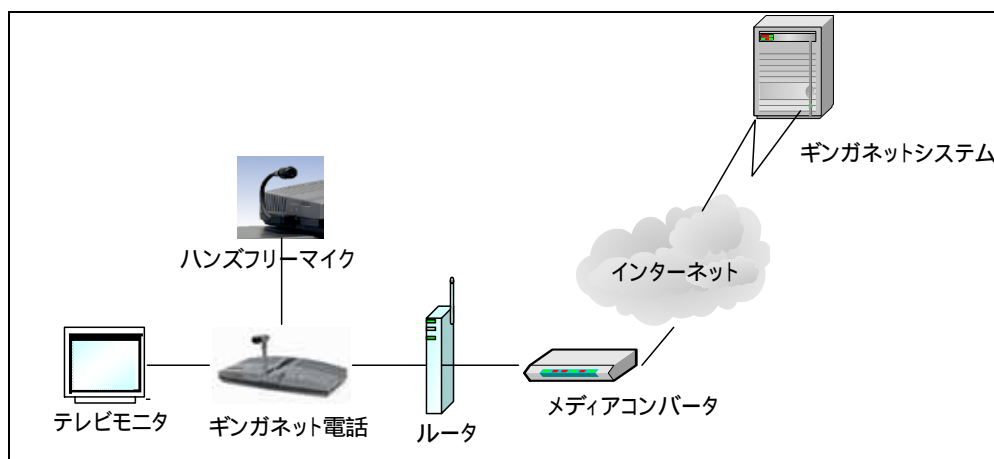 ギンガネットシステム
ハンズフリーマイク
インターネット
テレビモニタ
ギンガネット電話
ルータ
メディアコンバータ